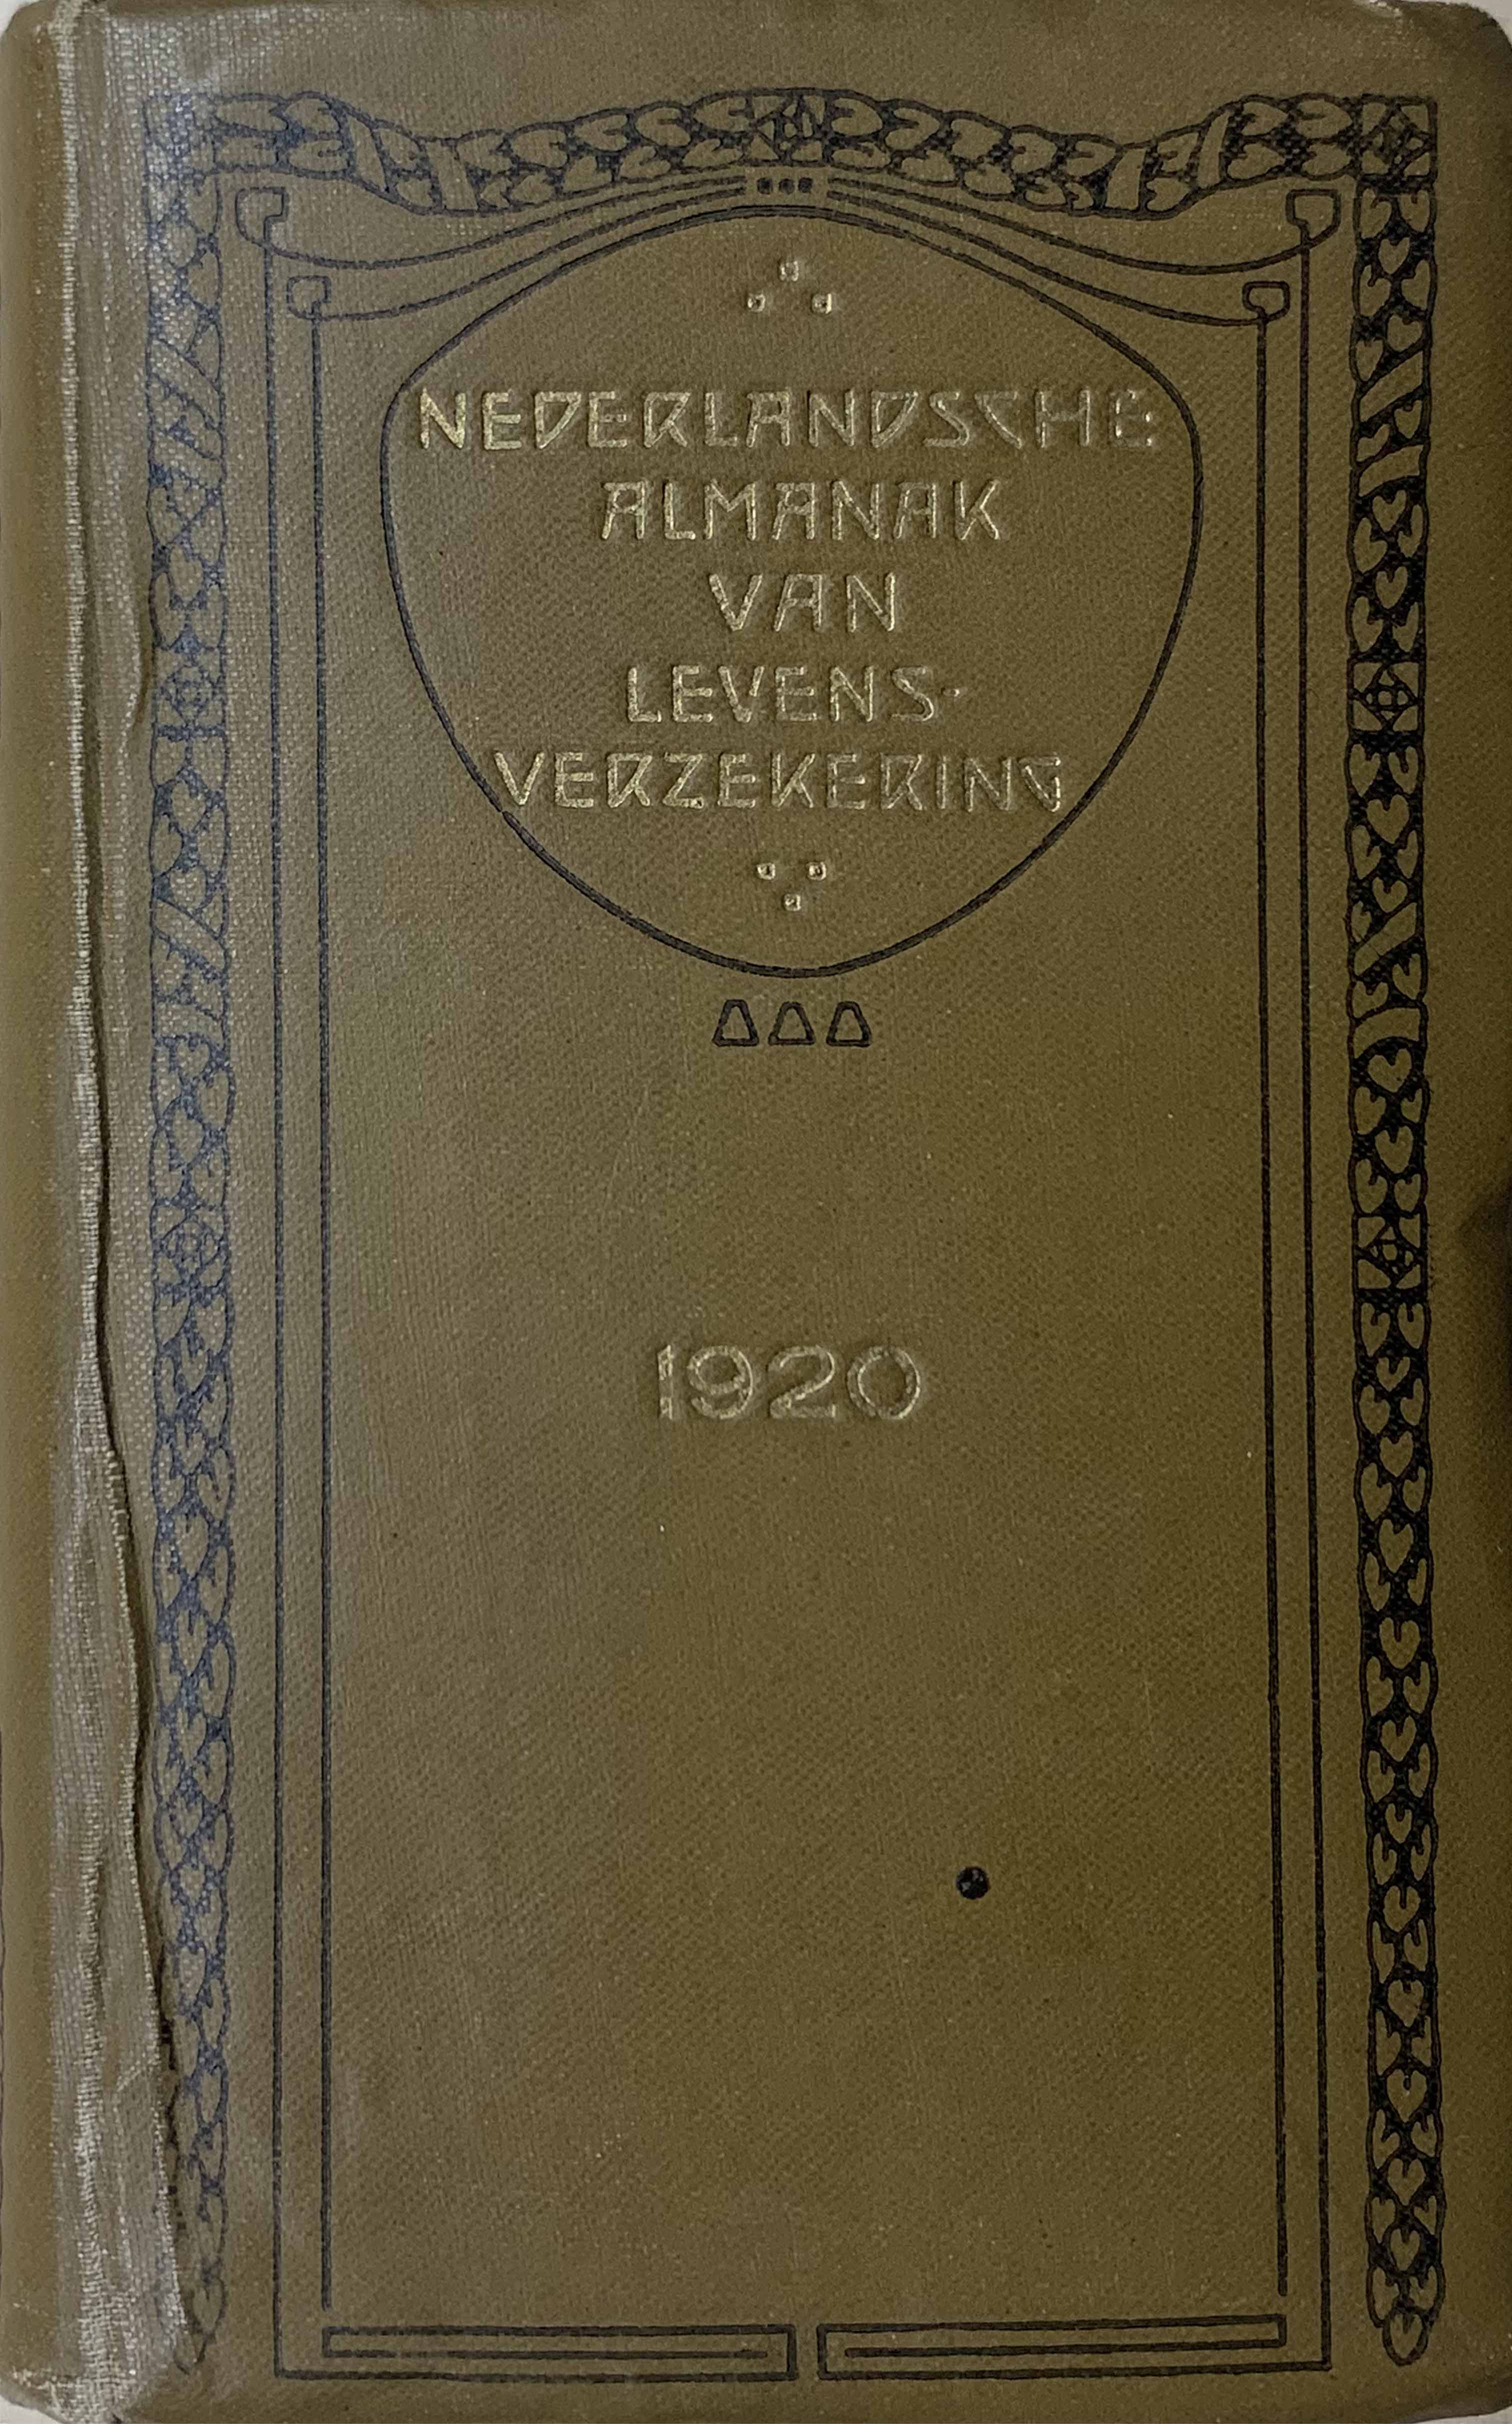 NEDERLANDSCHE
ALMANAK
VAN
LEVENS-
VERZEKERING
1920